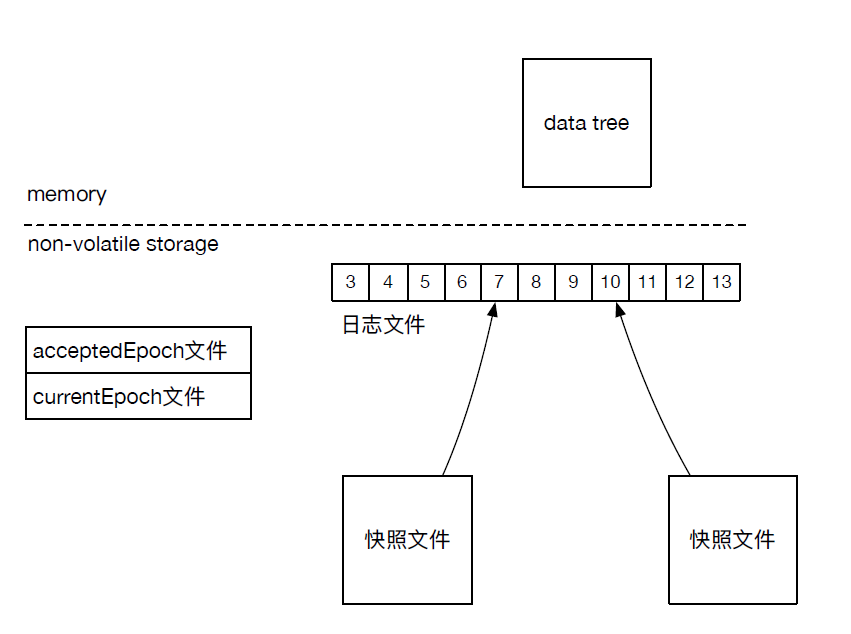 data tree
memory
non-volatile storage
3 4 5 6 7 8 9 10 11 12 13
日志文件
acceptedEpoch文件
currentEpoch文件
快照文件
快照文件